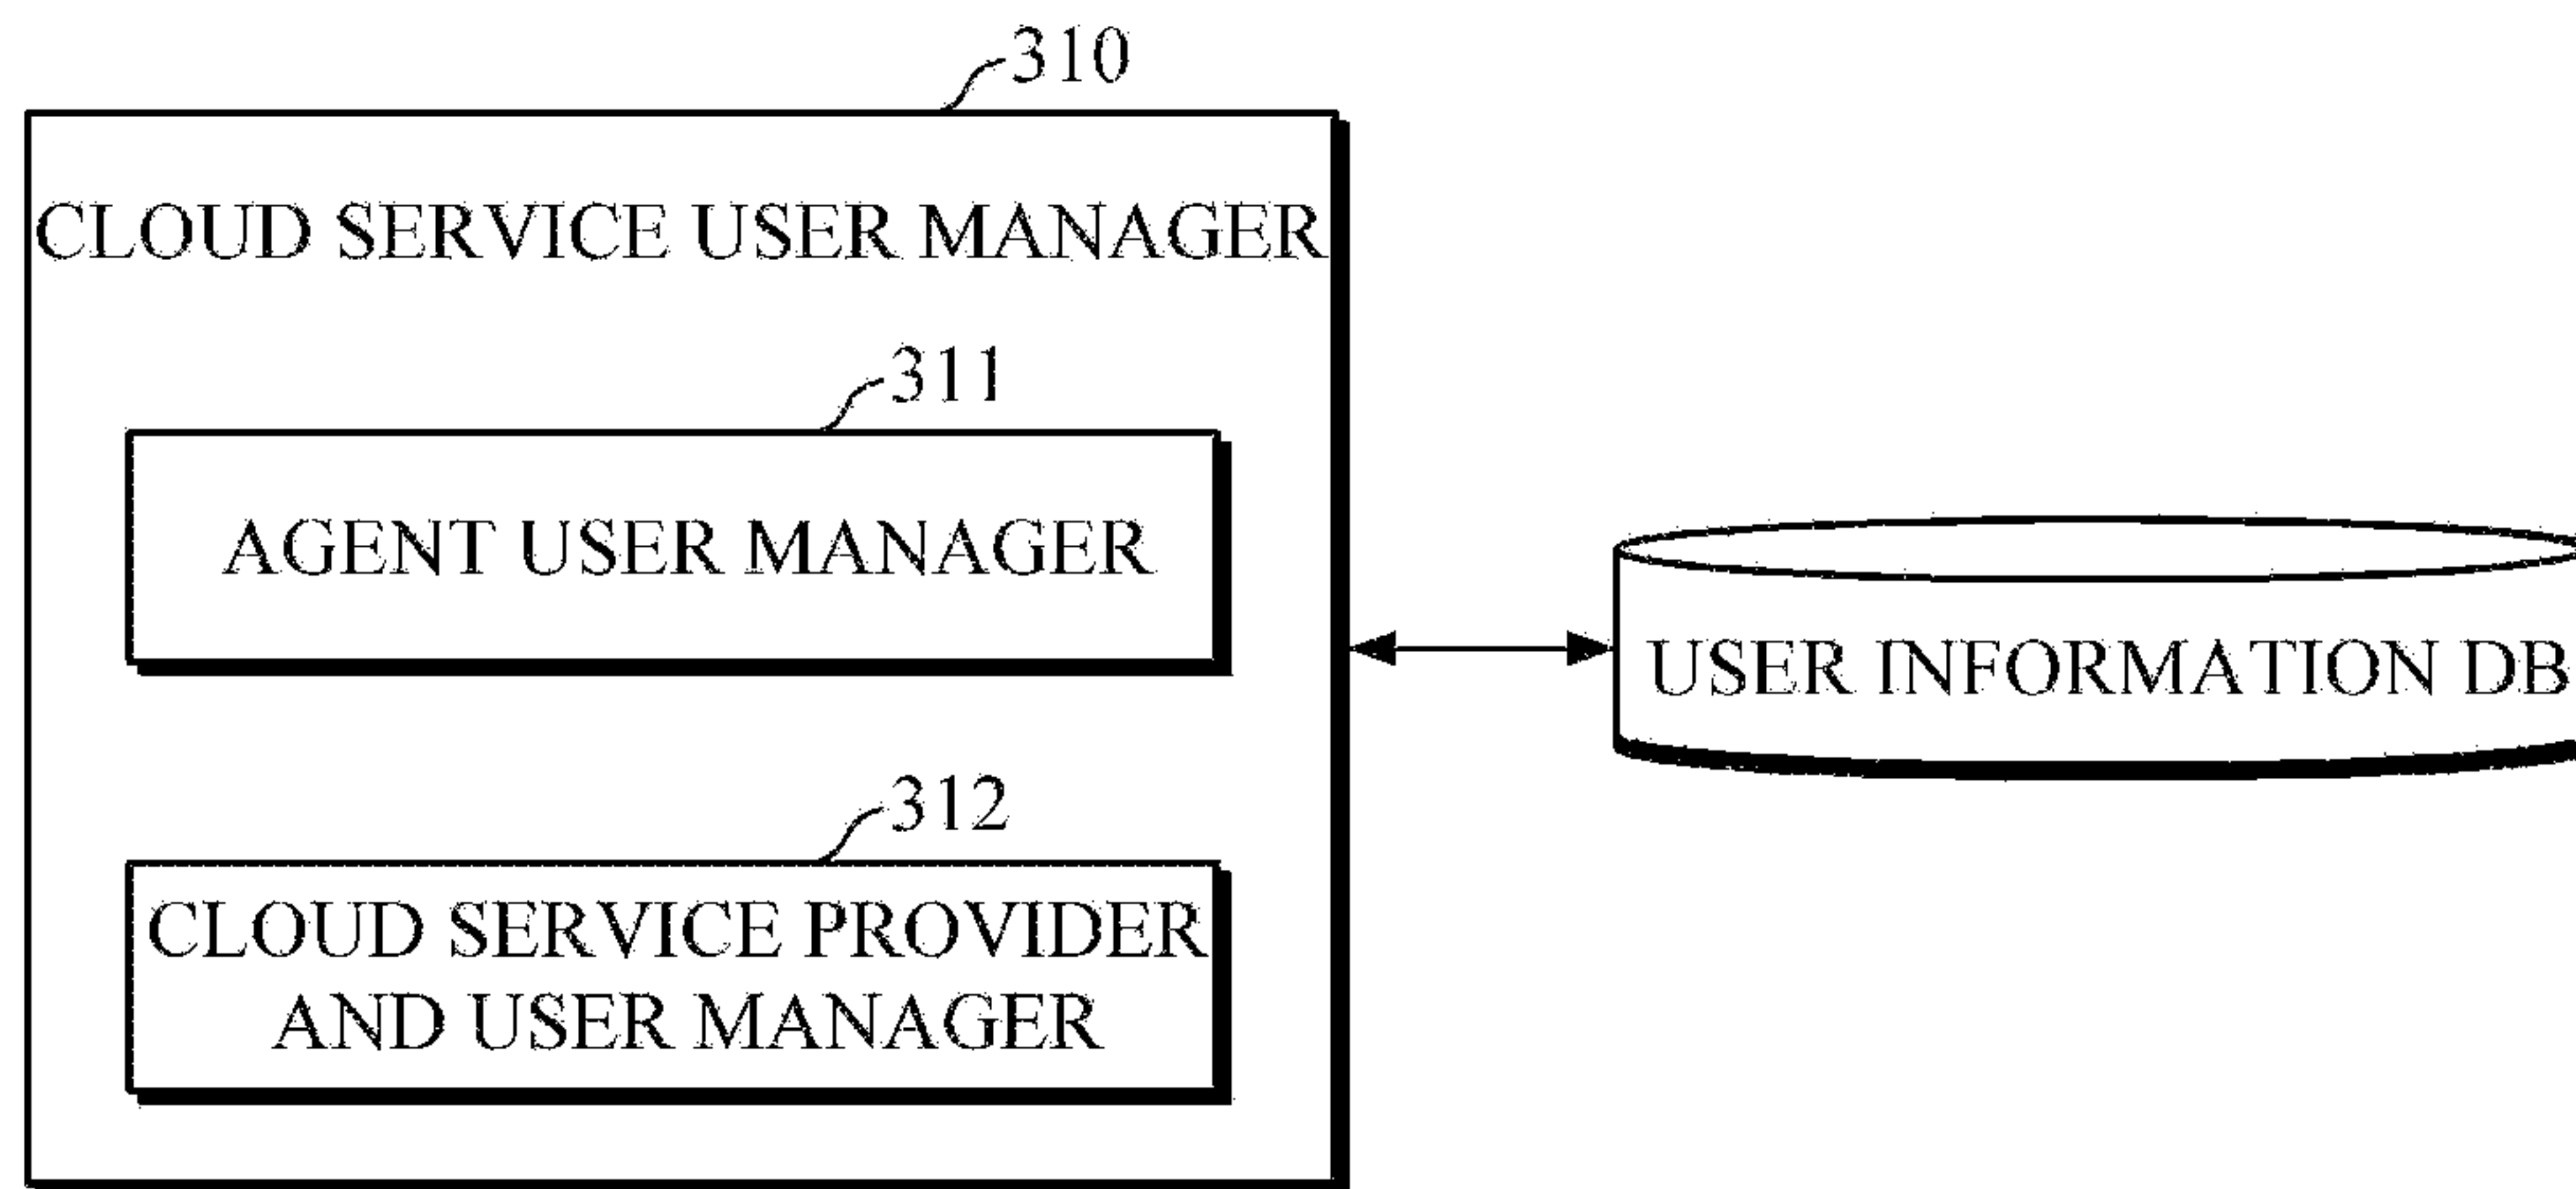 310
CLOUD SERVICE USER MANAGER
311
AGENT USER MANAGER
USER INFORMATION DB
312
CLOUD SERVICE PROVIDER
AND USER MANAGER